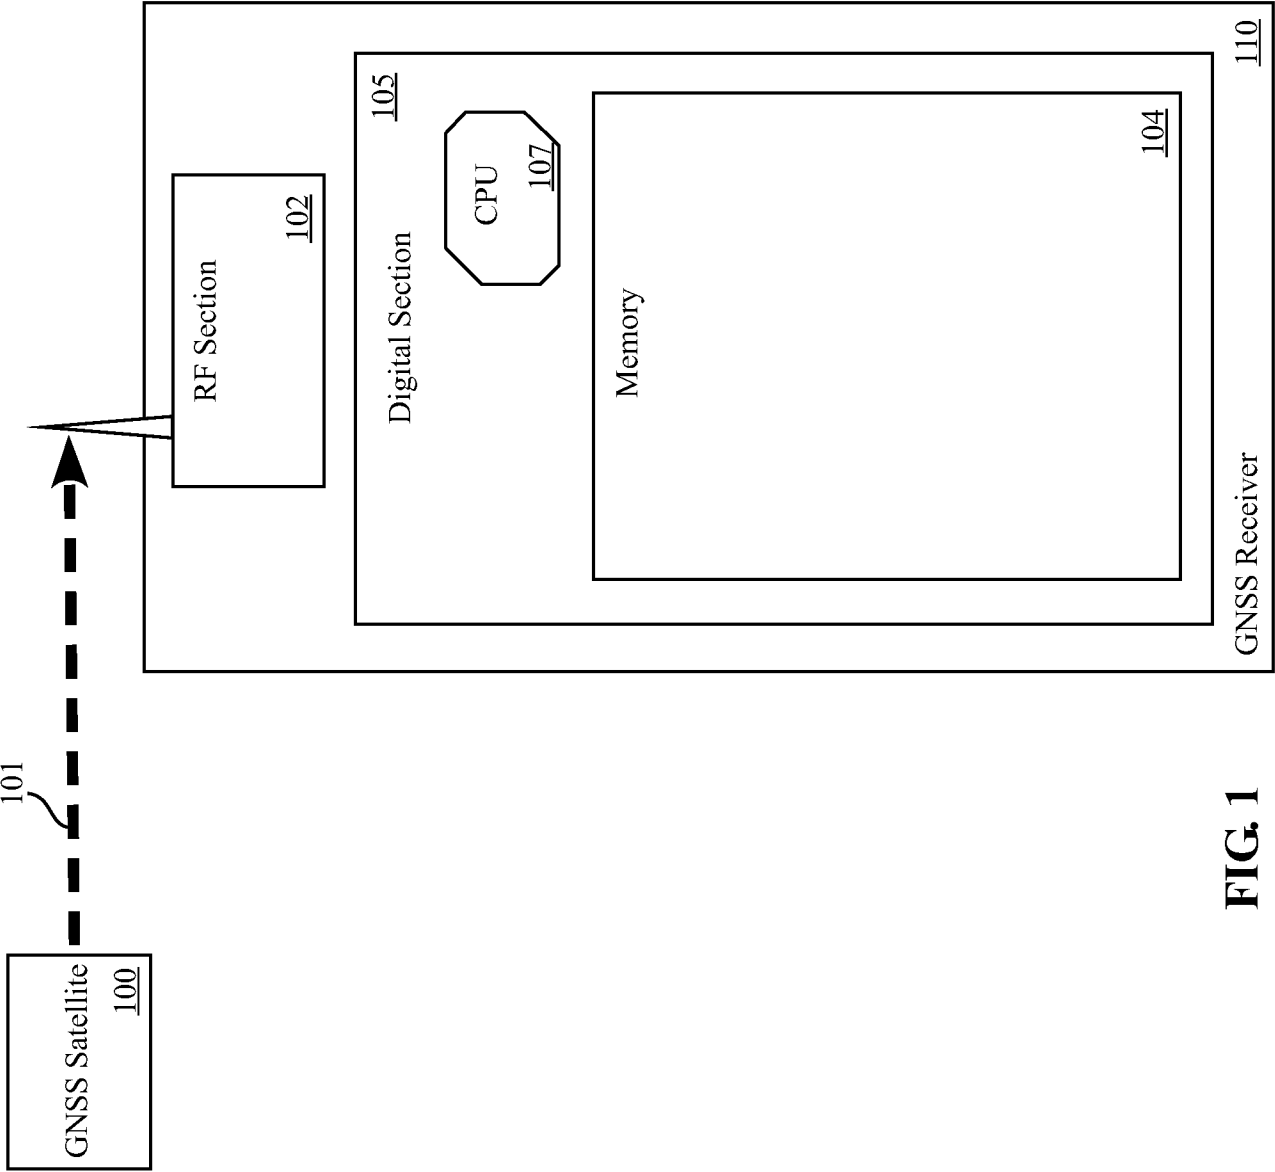 GNSS Satellite
100
101
RF Section
102
Digital Section
105
CPU
107
Memory
104
GNSS Receiver
110
FIG. 1